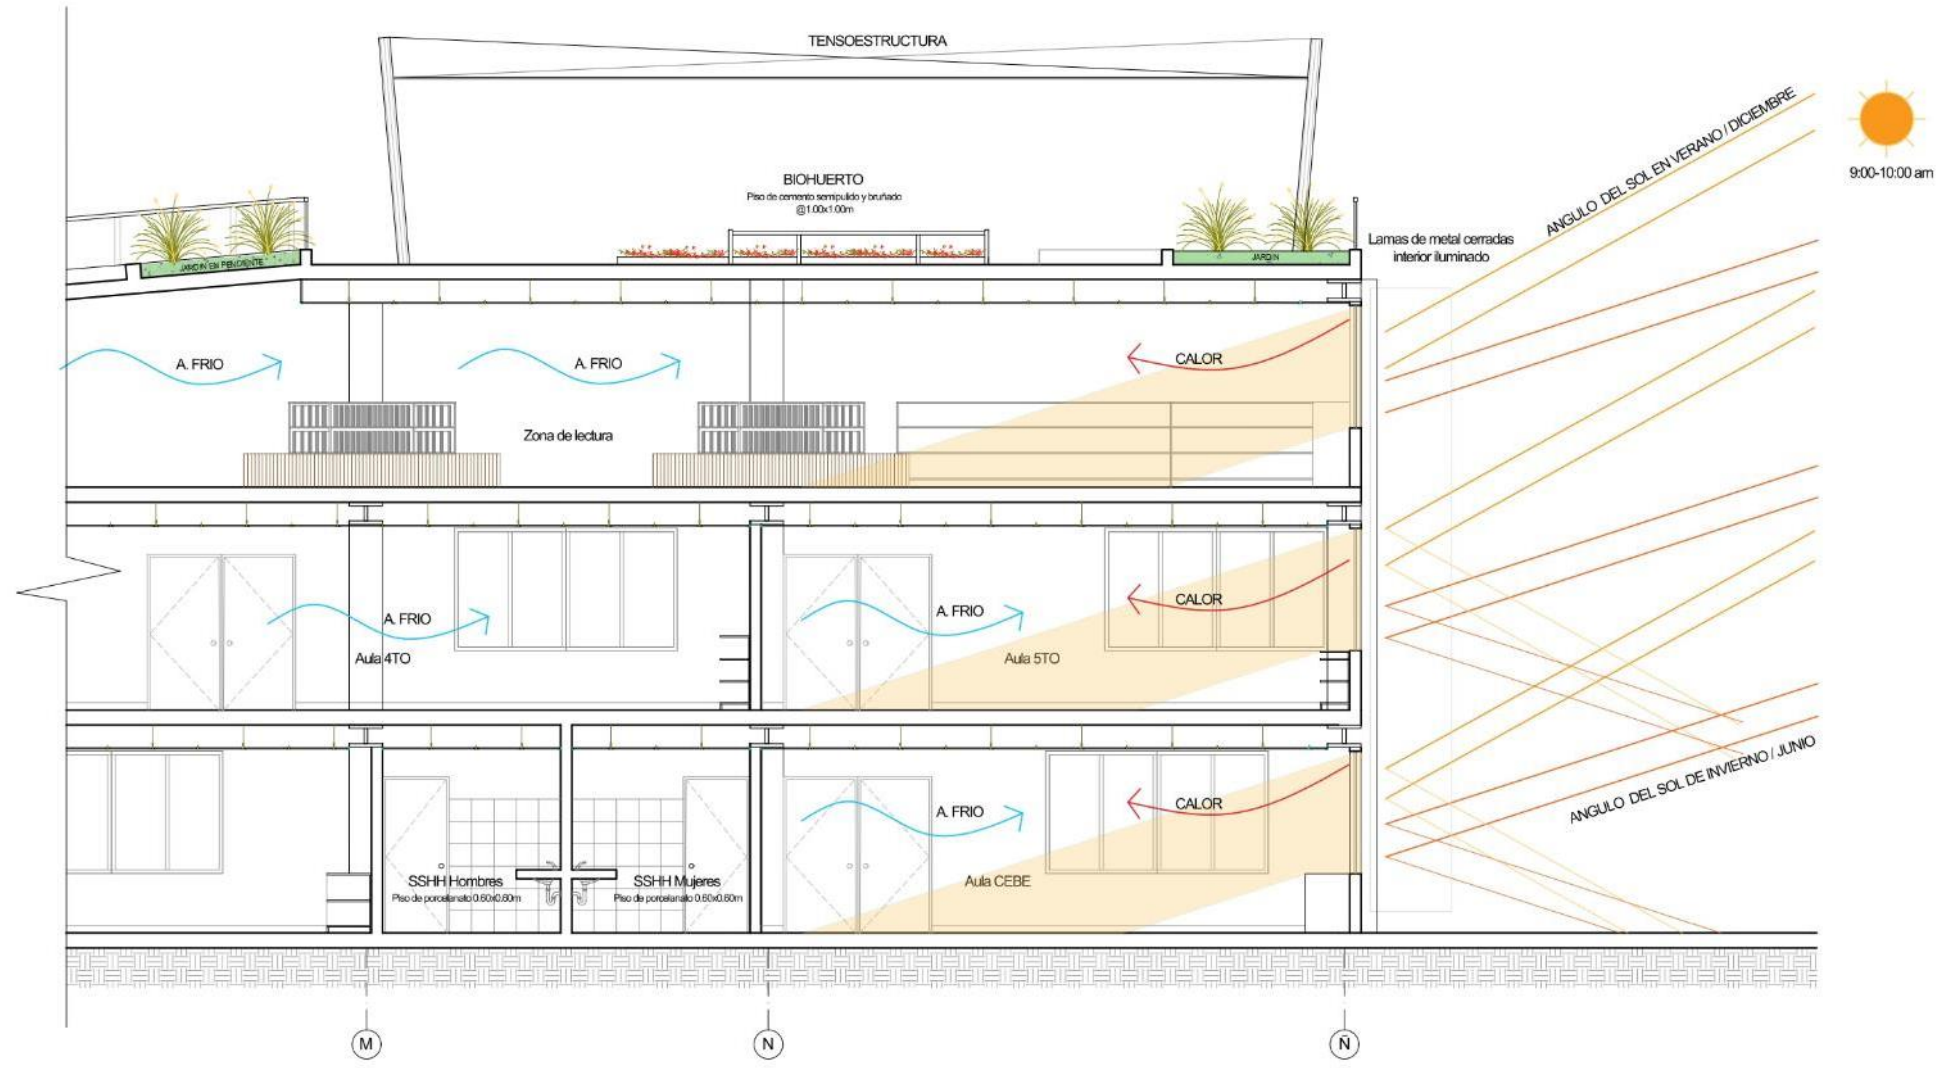 TENSOESTRUCTURA
ANGULO DEL SOL EN VERANO / DICIEMBRE
9:00-10:00 am
BIOHUERTO
Piso de cemento semipulido y bruñado
@1.00x1.00m
Lamas de metal cerradas
interior iluminado
JARDIN EN PENDIENTE
JARDIN
A. FRIO
A. FRIO
CALOR
Zona de lectura
A. FRIO
A. FRIO
CALOR
Aula 4TO
Aula 5TO
ANGULO DEL SOL DE INVIERNO / JUNIO
A. FRIO
CALOR
SSHH Hombres
Piso de porcelanato 0.60x0.60m
SSHH Mujeres
Piso de porcelanato 0.60x0.60m
Aula CEBE
M
N
Ñ